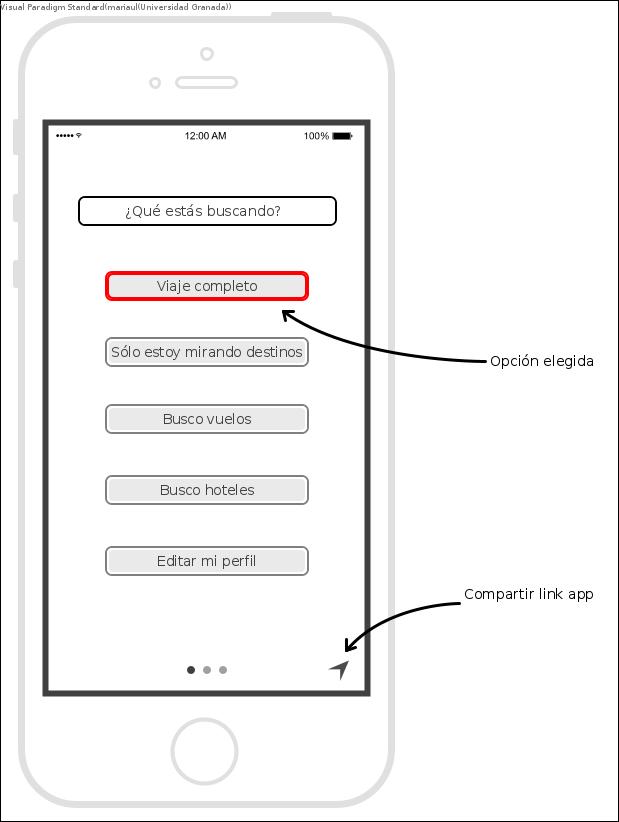 Visual Paradigm Standard(mariaul(Universidad Granada))
12:00 AM
100%
¿Qué estás buscando?
Viaje completo
Sólo estoy mirando destinos
Opción elegida
Busco vuelos
Busco hoteles
Editar mi perfil
Compartir link app